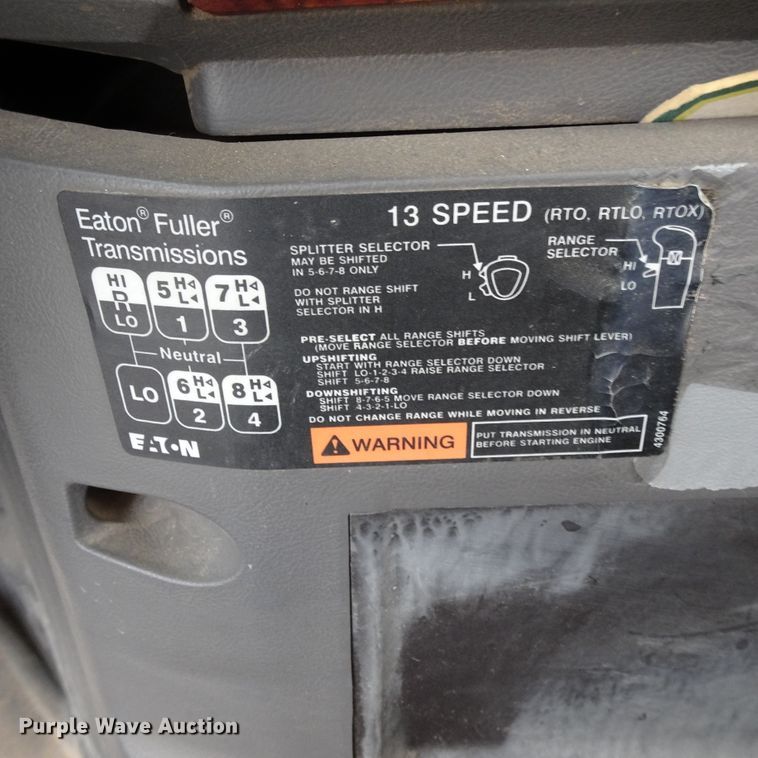 Eaton® Fuller®
Transmissions
13 SPEED (RTO, RTLO, RTOX)
HI
R
LO
5 H
L
1
7 H
L
3
Neutral
LO
6 H
L
2
8 H
L
4
EATON
SPLITTER SELECTOR
MAY BE SHIFTED
IN 5-6-7-8 ONLY
DO NOT RANGE SHIFT
WITH SPLITTER
SELECTOR IN H
H
L
RANGE
SELECTOR
HI
LO
PRE-SELECT ALL RANGE SHIFTS
(MOVE RANGE SELECTOR BEFORE MOVING SHIFT LEVER)
UPSHIFTING
START WITH RANGE SELECTOR DOWN
SHIFT LO-1-2-3-4 RAISE RANGE SELECTOR
SHIFT 5-6-7-8
DOWNSHIFTING
SHIFT 8-7-6-5 MOVE RANGE SELECTOR DOWN
SHIFT 4-3-2-1-LO
DO NOT CHANGE RANGE WHILE MOVING IN REVERSE
WARNING
PUT TRANSMISSION IN NEUTRAL
BEFORE STARTING ENGINE
4300764
Purple Wave Auction